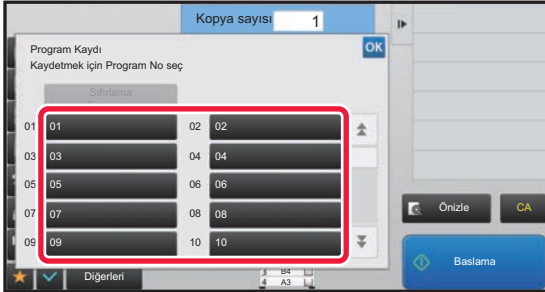 Kopya sayısı 1
Program Kaydı
OK
Kaydetmek için Program No seç
Sıfırlama
01 01 02 02
03 03 04 04
05 05 06 06
07 07 08 08
09 09 10 10
Önizle CA
Baslama
Diğerleri
3 B4
4 A3